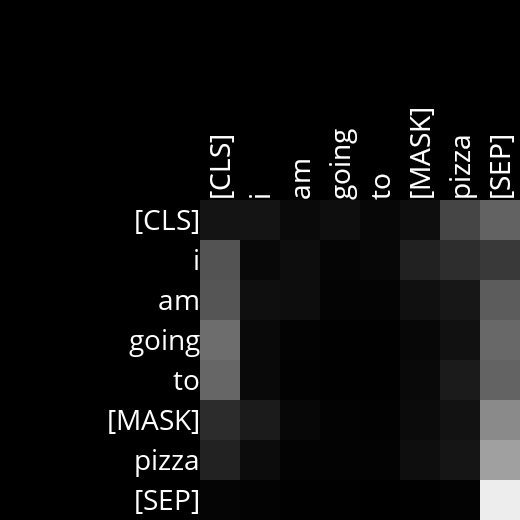 [CLS] i am going to [MASK] pizza [SEP]
[CLS]
i
am
going
to
[MASK]
pizza
[SEP]